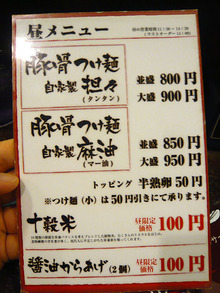 昼メニュー
豚骨つけ麺
自家製 担々
(タンタン)
並盛 800円
大盛 900円
豚骨つけ麺
自家製 麻油
(マー油)
並盛 850円
大盛 950円
トッピング 半熟卵50円
※つけ麺(小)は50円引きにて承ります。
十穀米
昼限定価格 100円
醤油からあげ(2個)
昼限定価格 100円